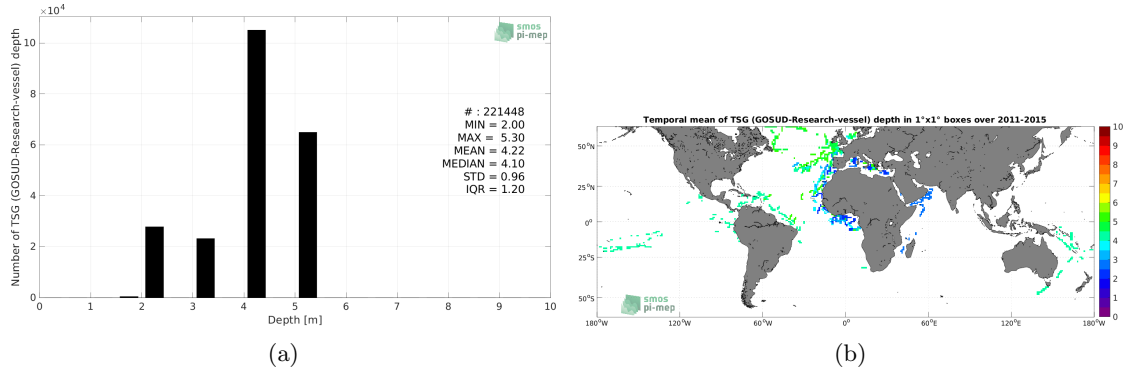 ×10⁴
smos
pi-mep
Number of TSG (GOSUD-Research-vessel) depth
10
8
6
4
2
0
# : 221448
MIN = 2.00
MAX = 5.30
MEAN = 4.22
MEDIAN = 4.10
STD = 0.96
IQR = 1.20
0 1 2 3 4 5 6 7 8 9 10
Depth [m]
(a)
Temporal mean of TSG (GOSUD-Research-vessel) depth in 1°x1° boxes over 2011-2015
50°N
25°N
0°
25°S
50°S
smos
pi-mep
180°W 120°W 60°W 0° 60°E 120°E 180°W
10
9
8
7
6
5
4
3
2
1
0
(b)